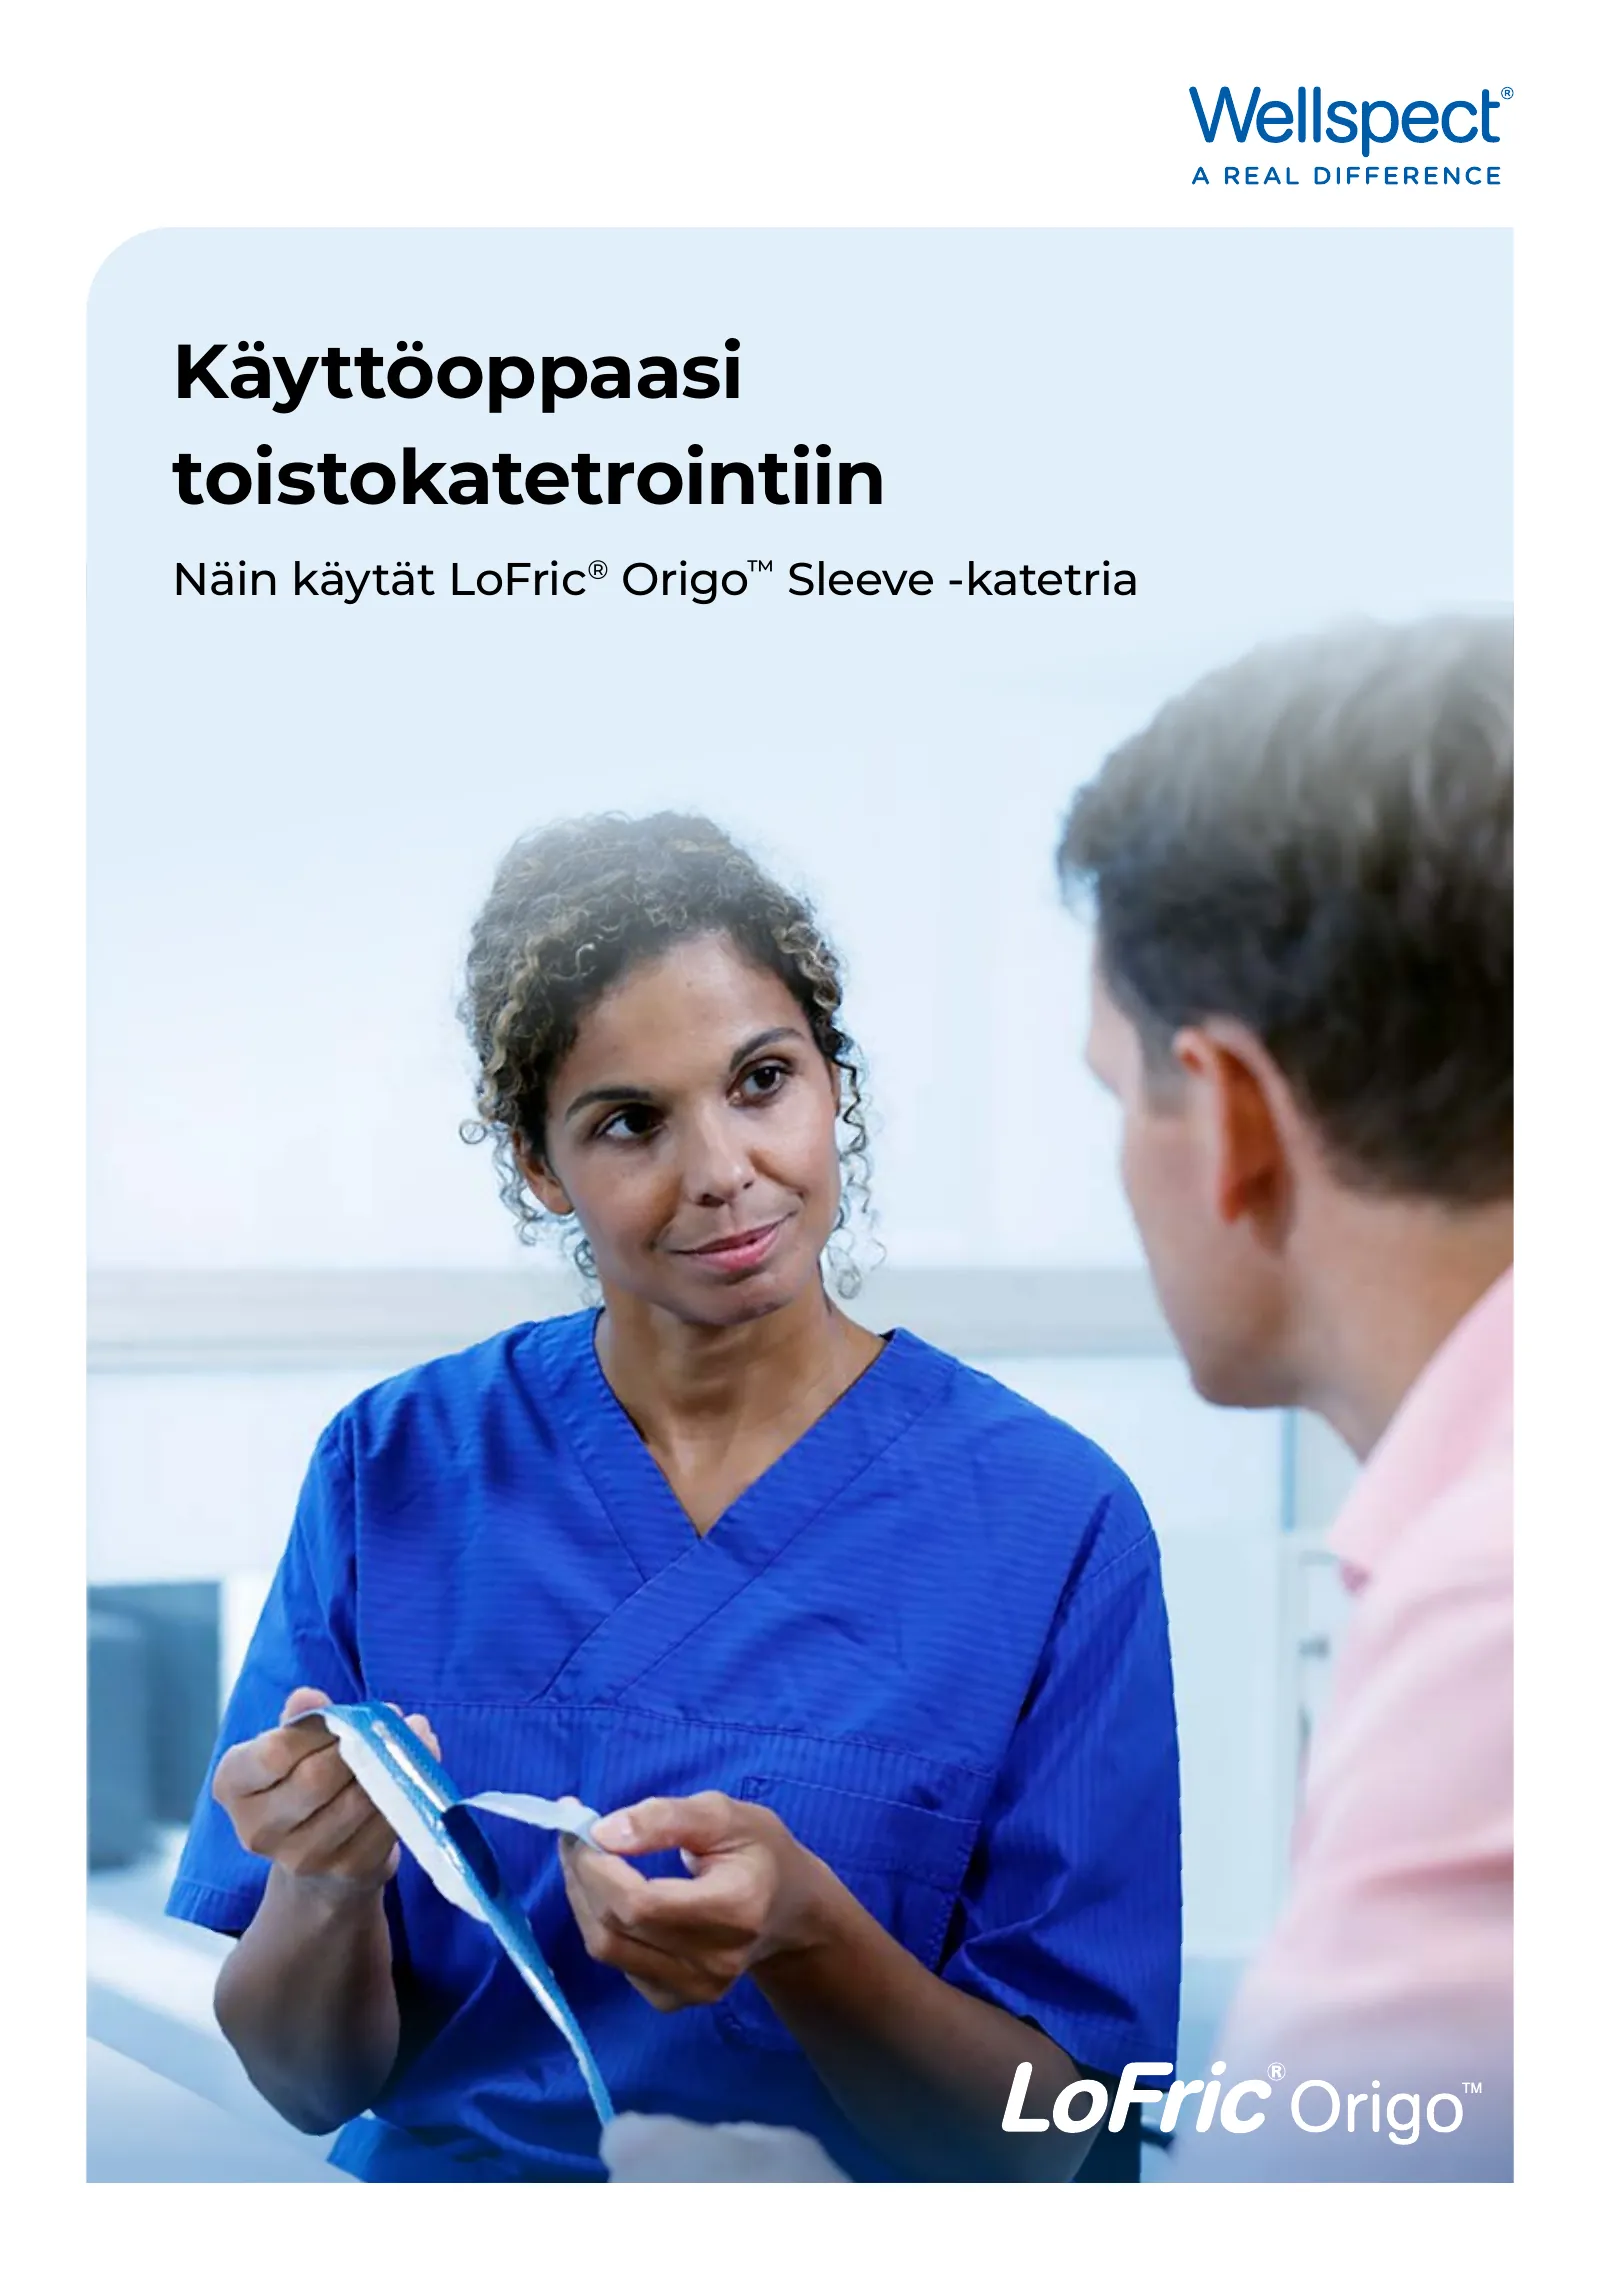 Wellspect®
A REAL DIFFERENCE
Käyttöoppaasi
toistokatetrointiin
Näin käytät LoFric® Origo™ Sleeve -katetria
LoFric® Origo™